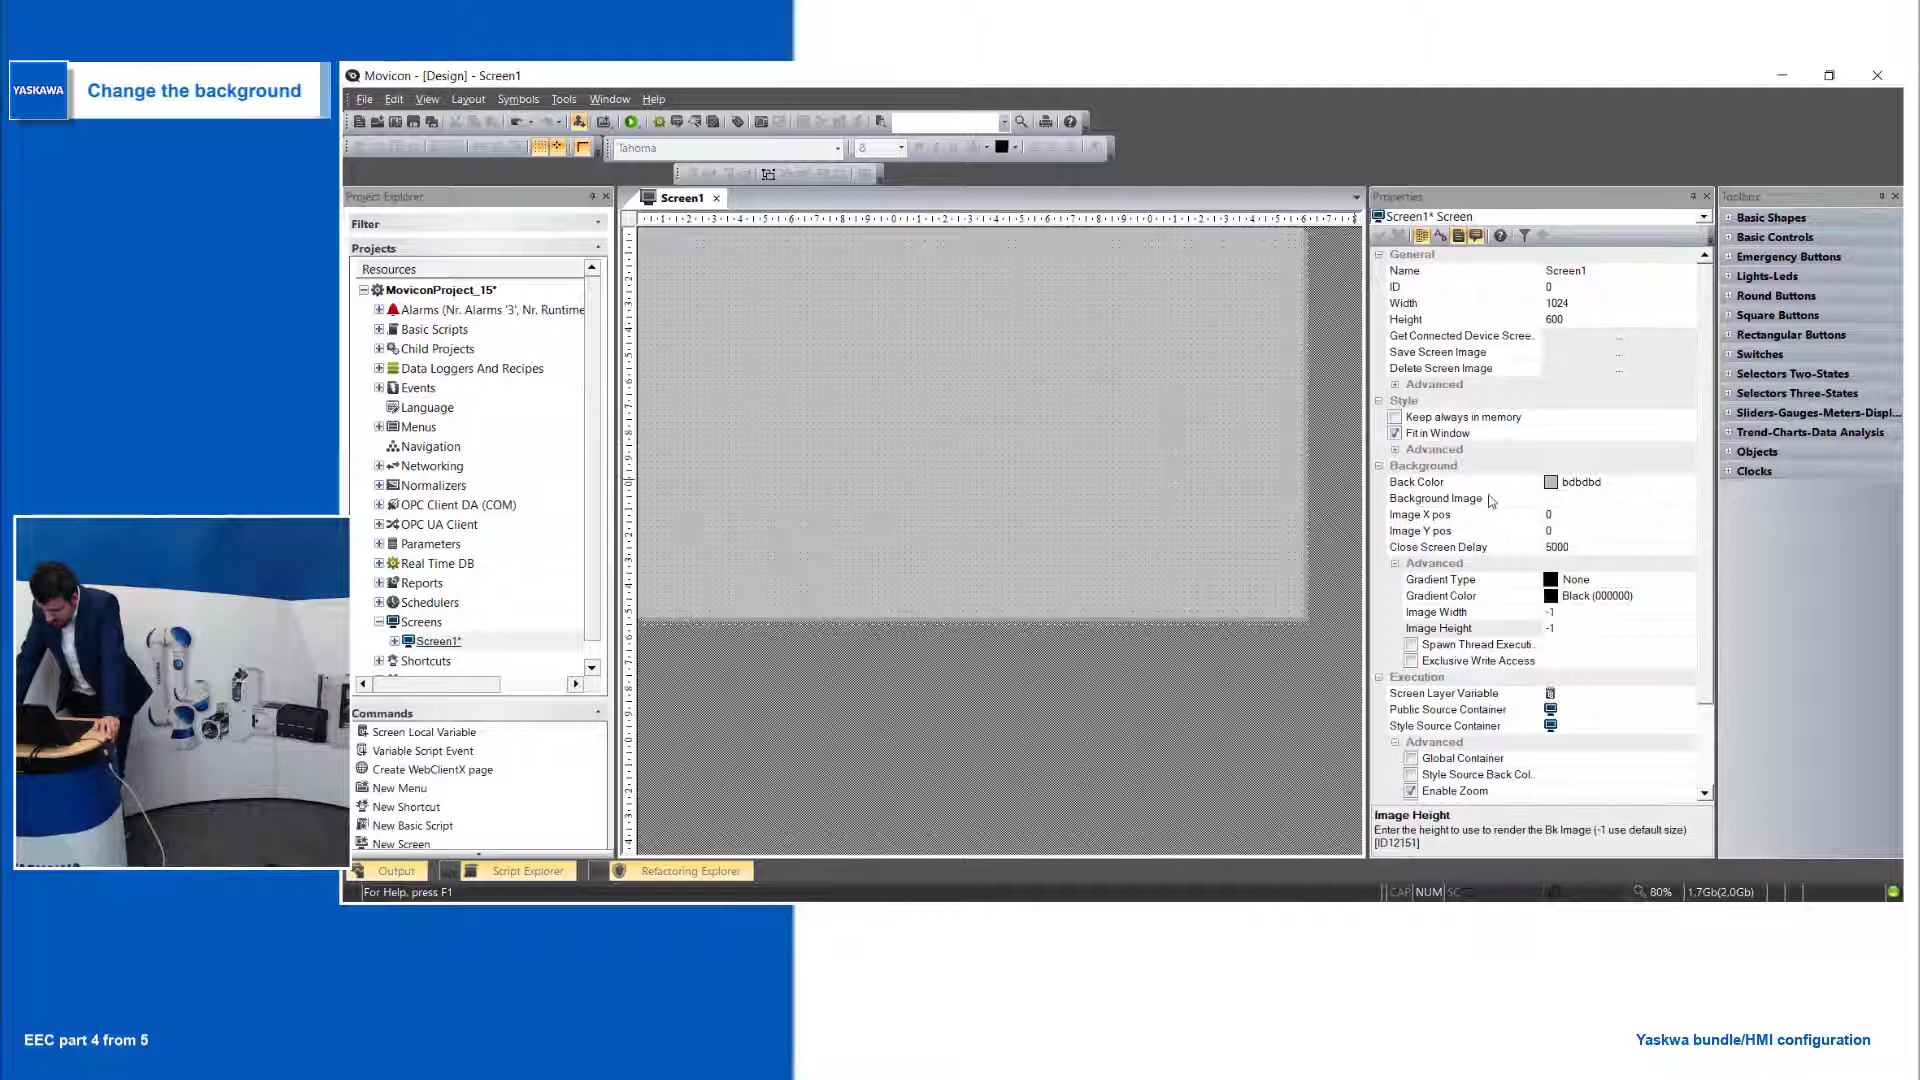 YASKAWA
Change the background
Movicon - [Design] - Screen1
File Edit View Layout Symbols Tools Window Help
Tahoma 8
Project Explorer
Filter
Projects
Resources
MoviconProject_15*
Alarms (Nr. Alarms '3', Nr. Runtime
Basic Scripts
Child Projects
Data Loggers And Recipes
Events
Language
Menus
Navigation
Networking
Normalizers
OPC Client DA (COM)
OPC UA Client
Parameters
Real Time DB
Reports
Schedulers
Screens
Screen1*
Shortcuts
Commands
Screen Local Variable
Variable Script Event
Create WebClientX page
New Menu
New Shortcut
New Basic Script
New Screen
Screen1
Properties
Screen1* Screen
General
Name Screen1
ID 0
Width 1024
Height 600
Get Connected Device Scree.. ...
Save Screen Image ...
Delete Screen Image ...
Advanced
Style
Keep always in memory
Fit in Window
Advanced
Background
Back Color bdbdbd
Background Image
Image X pos 0
Image Y pos 0
Close Screen Delay 5000
Advanced
Gradient Type None
Gradient Color Black (000000)
Image Width -1
Image Height -1
Spawn Thread Executi..
Exclusive Write Access
Execution
Screen Layer Variable
Public Source Container
Style Source Container
Advanced
Global Container
Style Source Back Col..
Enable Zoom
Image Height
Enter the height to use to render the Bk Image (-1 use default size)
[ID12151]
Toolbox
Basic Shapes
Basic Controls
Emergency Buttons
Lights-Leds
Round Buttons
Square Buttons
Rectangular Buttons
Switches
Selectors Two-States
Selectors Three-States
Sliders-Gauges-Meters-Displ...
Trend-Charts-Data Analysis
Objects
Clocks
Output Script Explorer Refactoring Explorer
For Help, press F1
CAP NUM SC 80% 1.7Gb(2.0Gb)
EEC part 4 from 5
Yaskwa bundle/HMI configuration